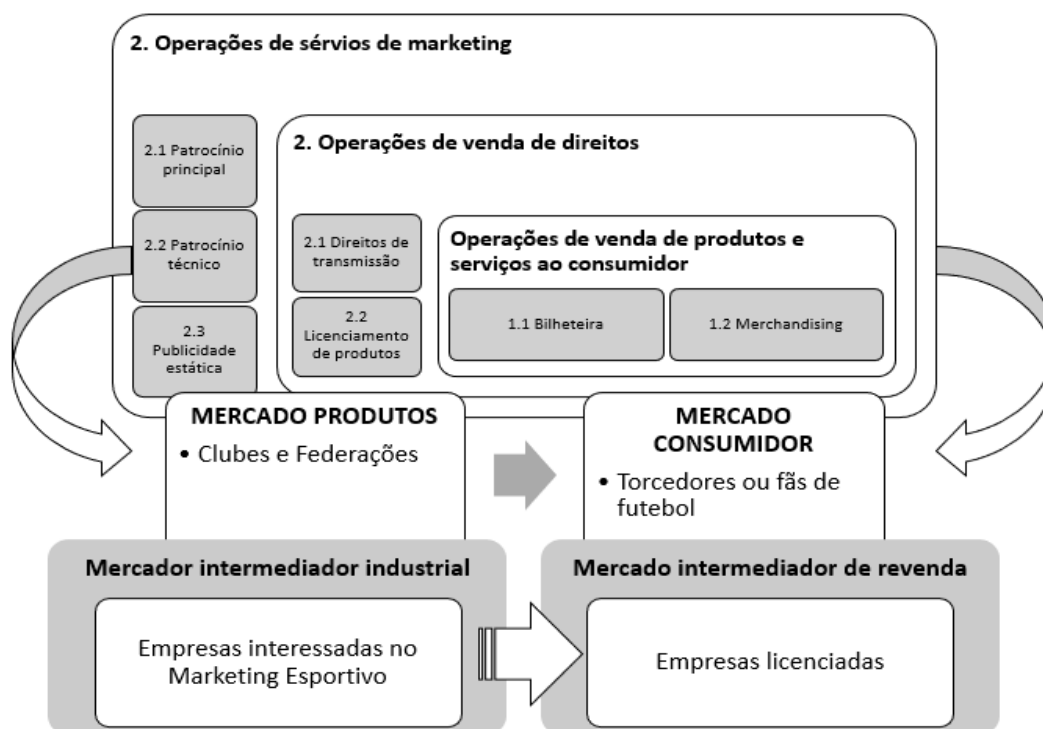 2. Operações de sérvios de marketing
2.1 Patrocínio
principal
2. Operações de venda de direitos
2.2 Patrocínio
técnico
2.1 Direitos de
transmissão
Operações de venda de produtos e
serviços ao consumidor
2.3
Publicidade
estática
2.2
Licenciamento
de produtos
1.1 Bilheteira
1.2 Merchandising
MERCADO PRODUTOS
• Clubes e Federações
MERCADO
CONSUMIDOR
• Torcedores ou fãs de
futebol
Mercador intermediador industrial
Empresas interessadas no
Marketing Esportivo
Mercado intermediador de revenda
Empresas licenciadas